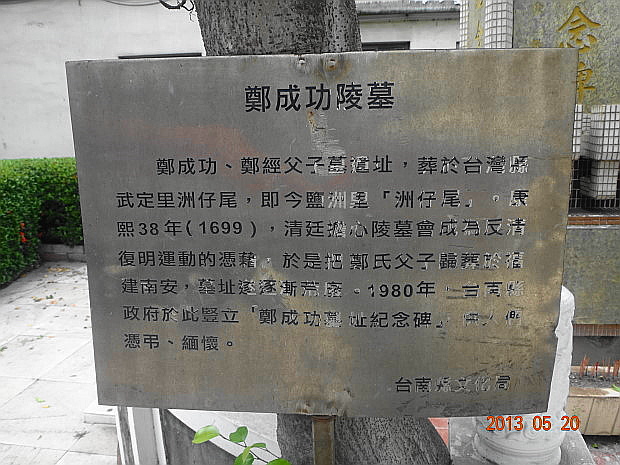 念碑
鄭成功陵墓
鄭成功、鄭經父子墓遺址，葬於台灣縣
武定里洲仔尾，即今鹽洲里「洲仔尾」。康
熙38年(1699)，清廷擔心陵墓會成為反清
復明運動的憑藉，於是把鄭氏父子歸葬於福
建南安，墓址遂逐漸荒廢。1980年，台南縣
政府於此豎立「鄭成功墓址紀念碑」，供人們
憑弔、緬懷。
台南縣文化局
2013 05 20